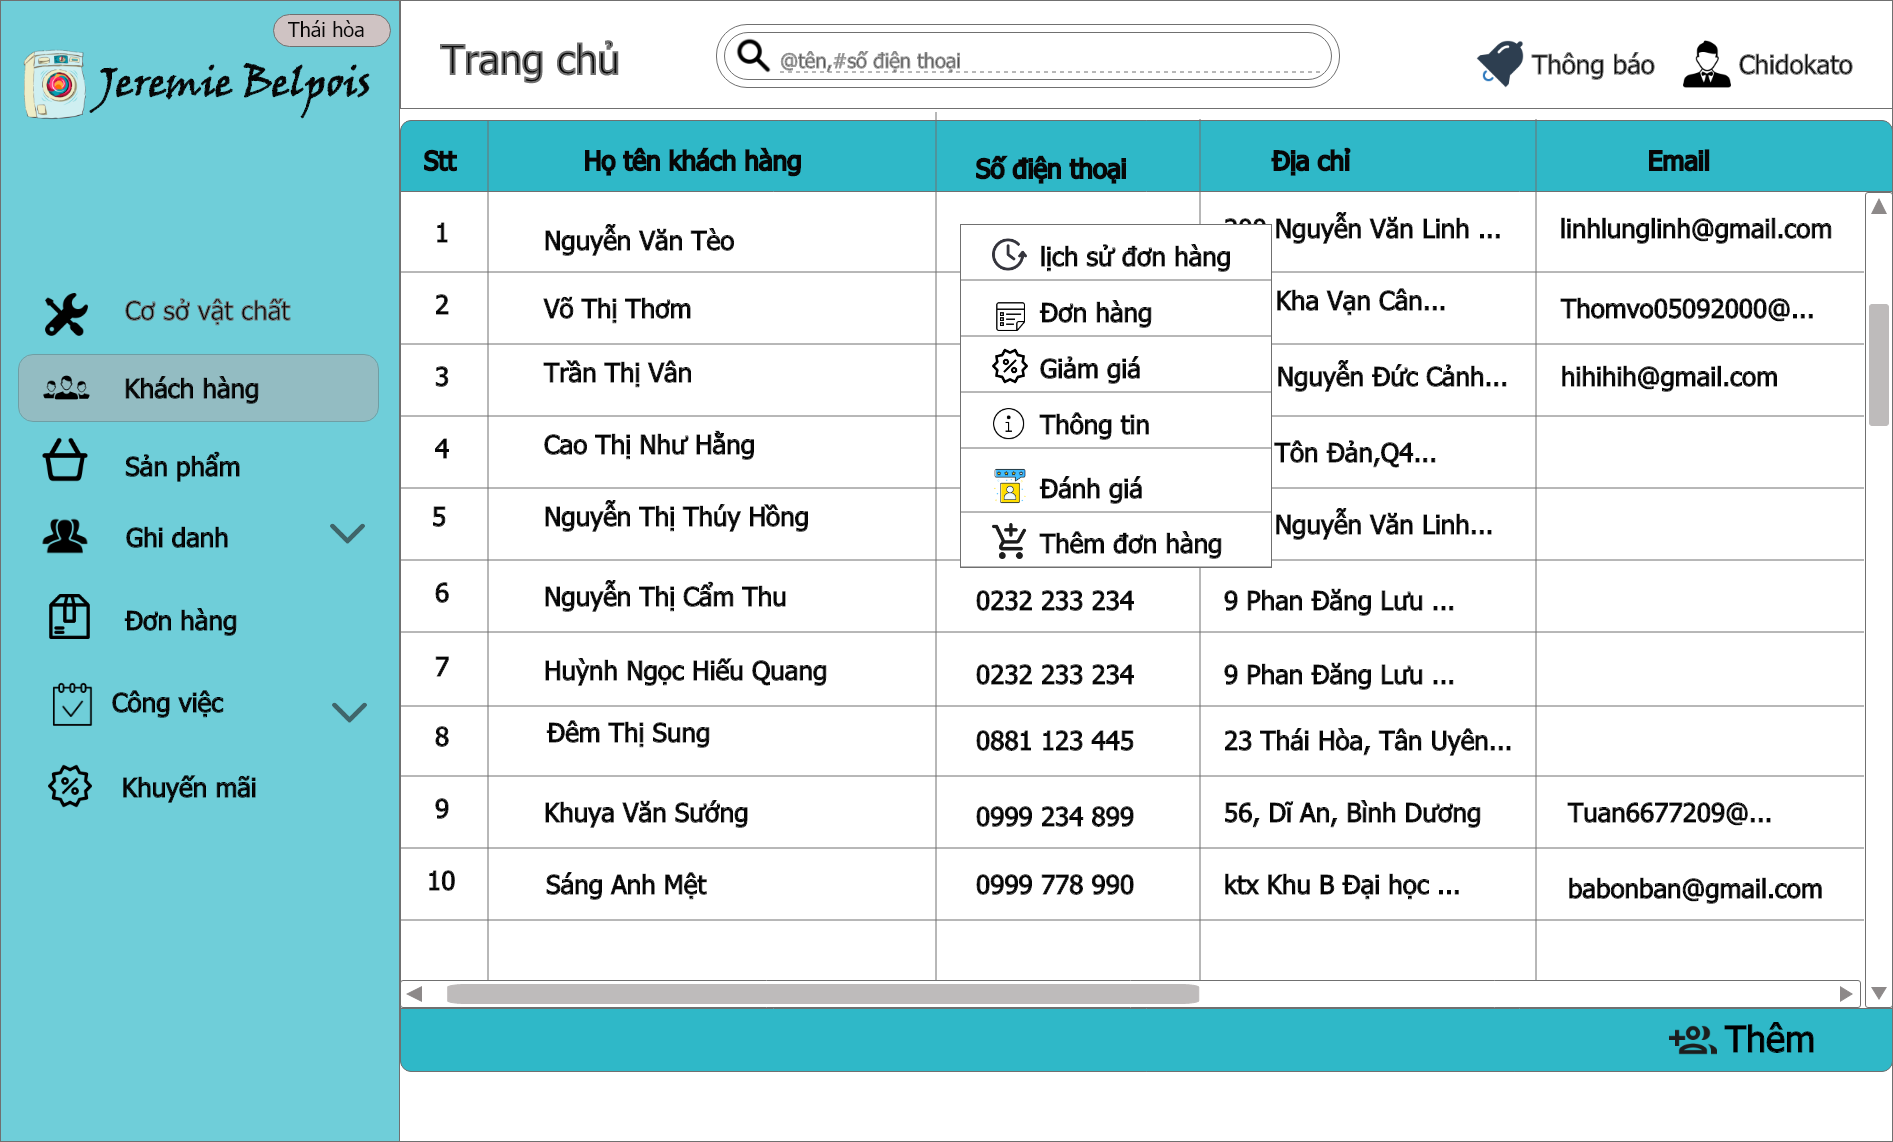 Thái hòa
Jeremie Belpois
Trang chủ
@tên,#số điện thoại
Thông báo
Chidokato
Cơ sở vật chất
Khách hàng
Sản phẩm
Ghi danh
Đơn hàng
Công việc
Khuyến mãi
Stt Họ tên khách hàng Số điện thoại Địa chỉ Email
1 Nguyễn Văn Tèo Nguyễn Văn Linh ... linhlunglinh@gmail.com
2 Võ Thị Thơm Kha Vạn Cân... Thomvo05092000@...
3 Trần Thị Vân Nguyễn Đức Cảnh... hihihih@gmail.com
4 Cao Thị Như Hằng Tôn Đản,Q4...
5 Nguyễn Thị Thúy Hồng Nguyễn Văn Linh...
6 Nguyễn Thị Cẩm Thu 0232 233 234 9 Phan Đăng Lưu ...
7 Huỳnh Ngọc Hiếu Quang 0232 233 234 9 Phan Đăng Lưu ...
8 Đêm Thị Sung 0881 123 445 23 Thái Hòa, Tân Uyên...
9 Khuya Văn Sướng 0999 234 899 56, Dĩ An, Bình Dương Tuan6677209@...
10 Sáng Anh Mệt 0999 778 990 ktx Khu B Đại học ... babonban@gmail.com
lịch sử đơn hàng
Đơn hàng
Giảm giá
Thông tin
Đánh giá
Thêm đơn hàng
Thêm